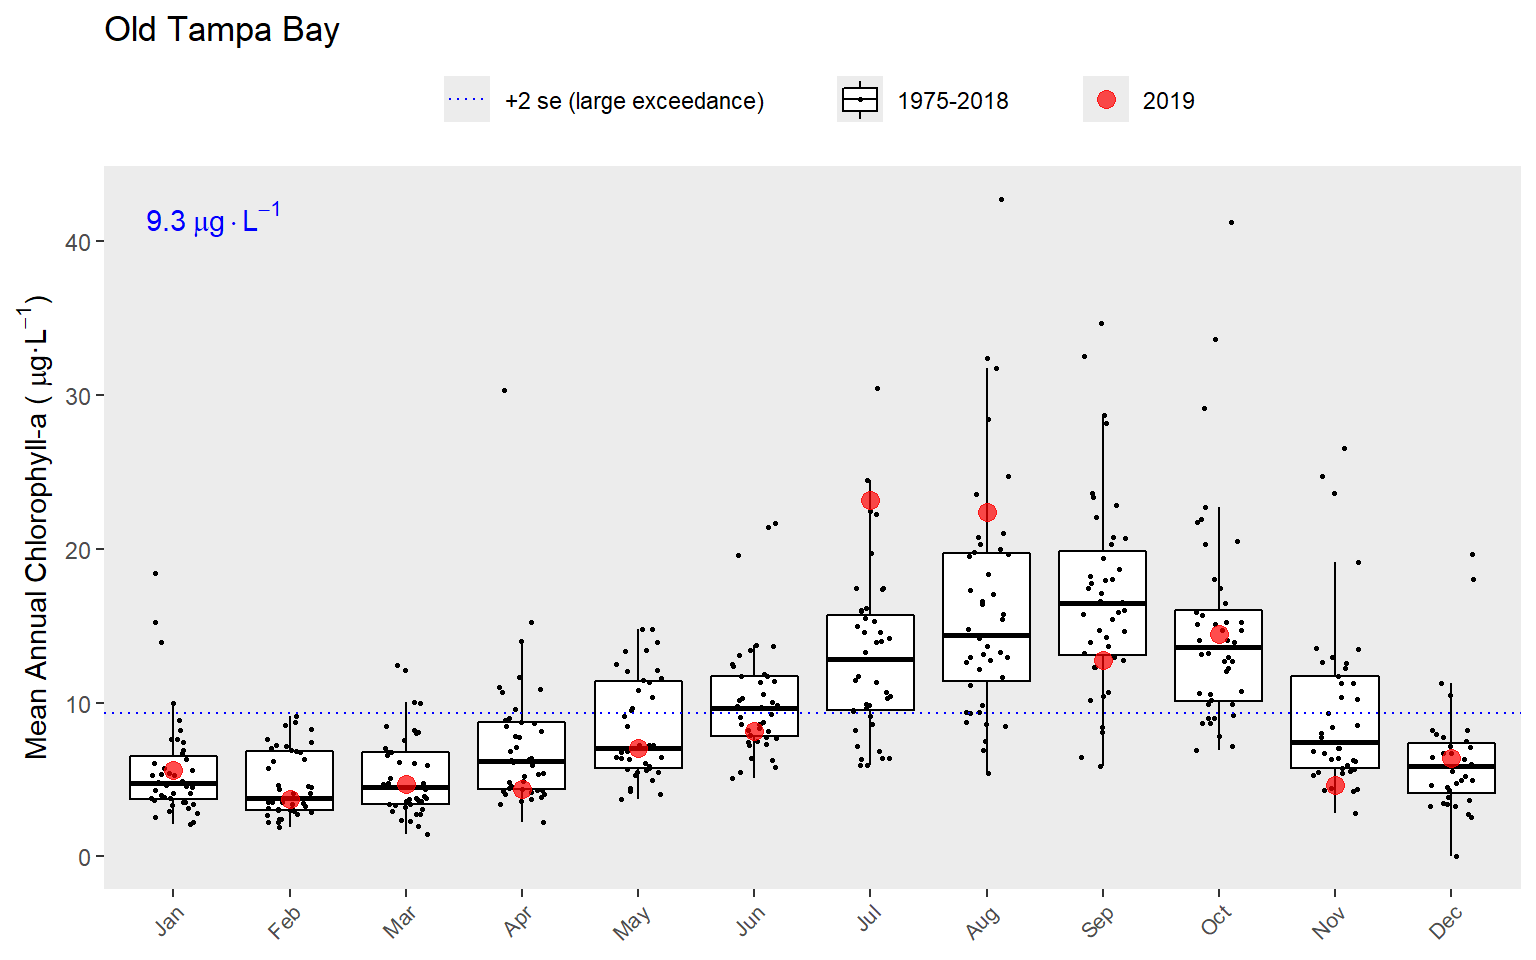 Old Tampa Bay
+2 se (large exceedance) 1975-2018 2019
9.3 μg·L⁻¹
Mean Annual Chlorophyll-a ( μg·L⁻¹)
40
30
20
10
0
Jan Feb Mar Apr May Jun Jul Aug Sep Oct Nov Dec